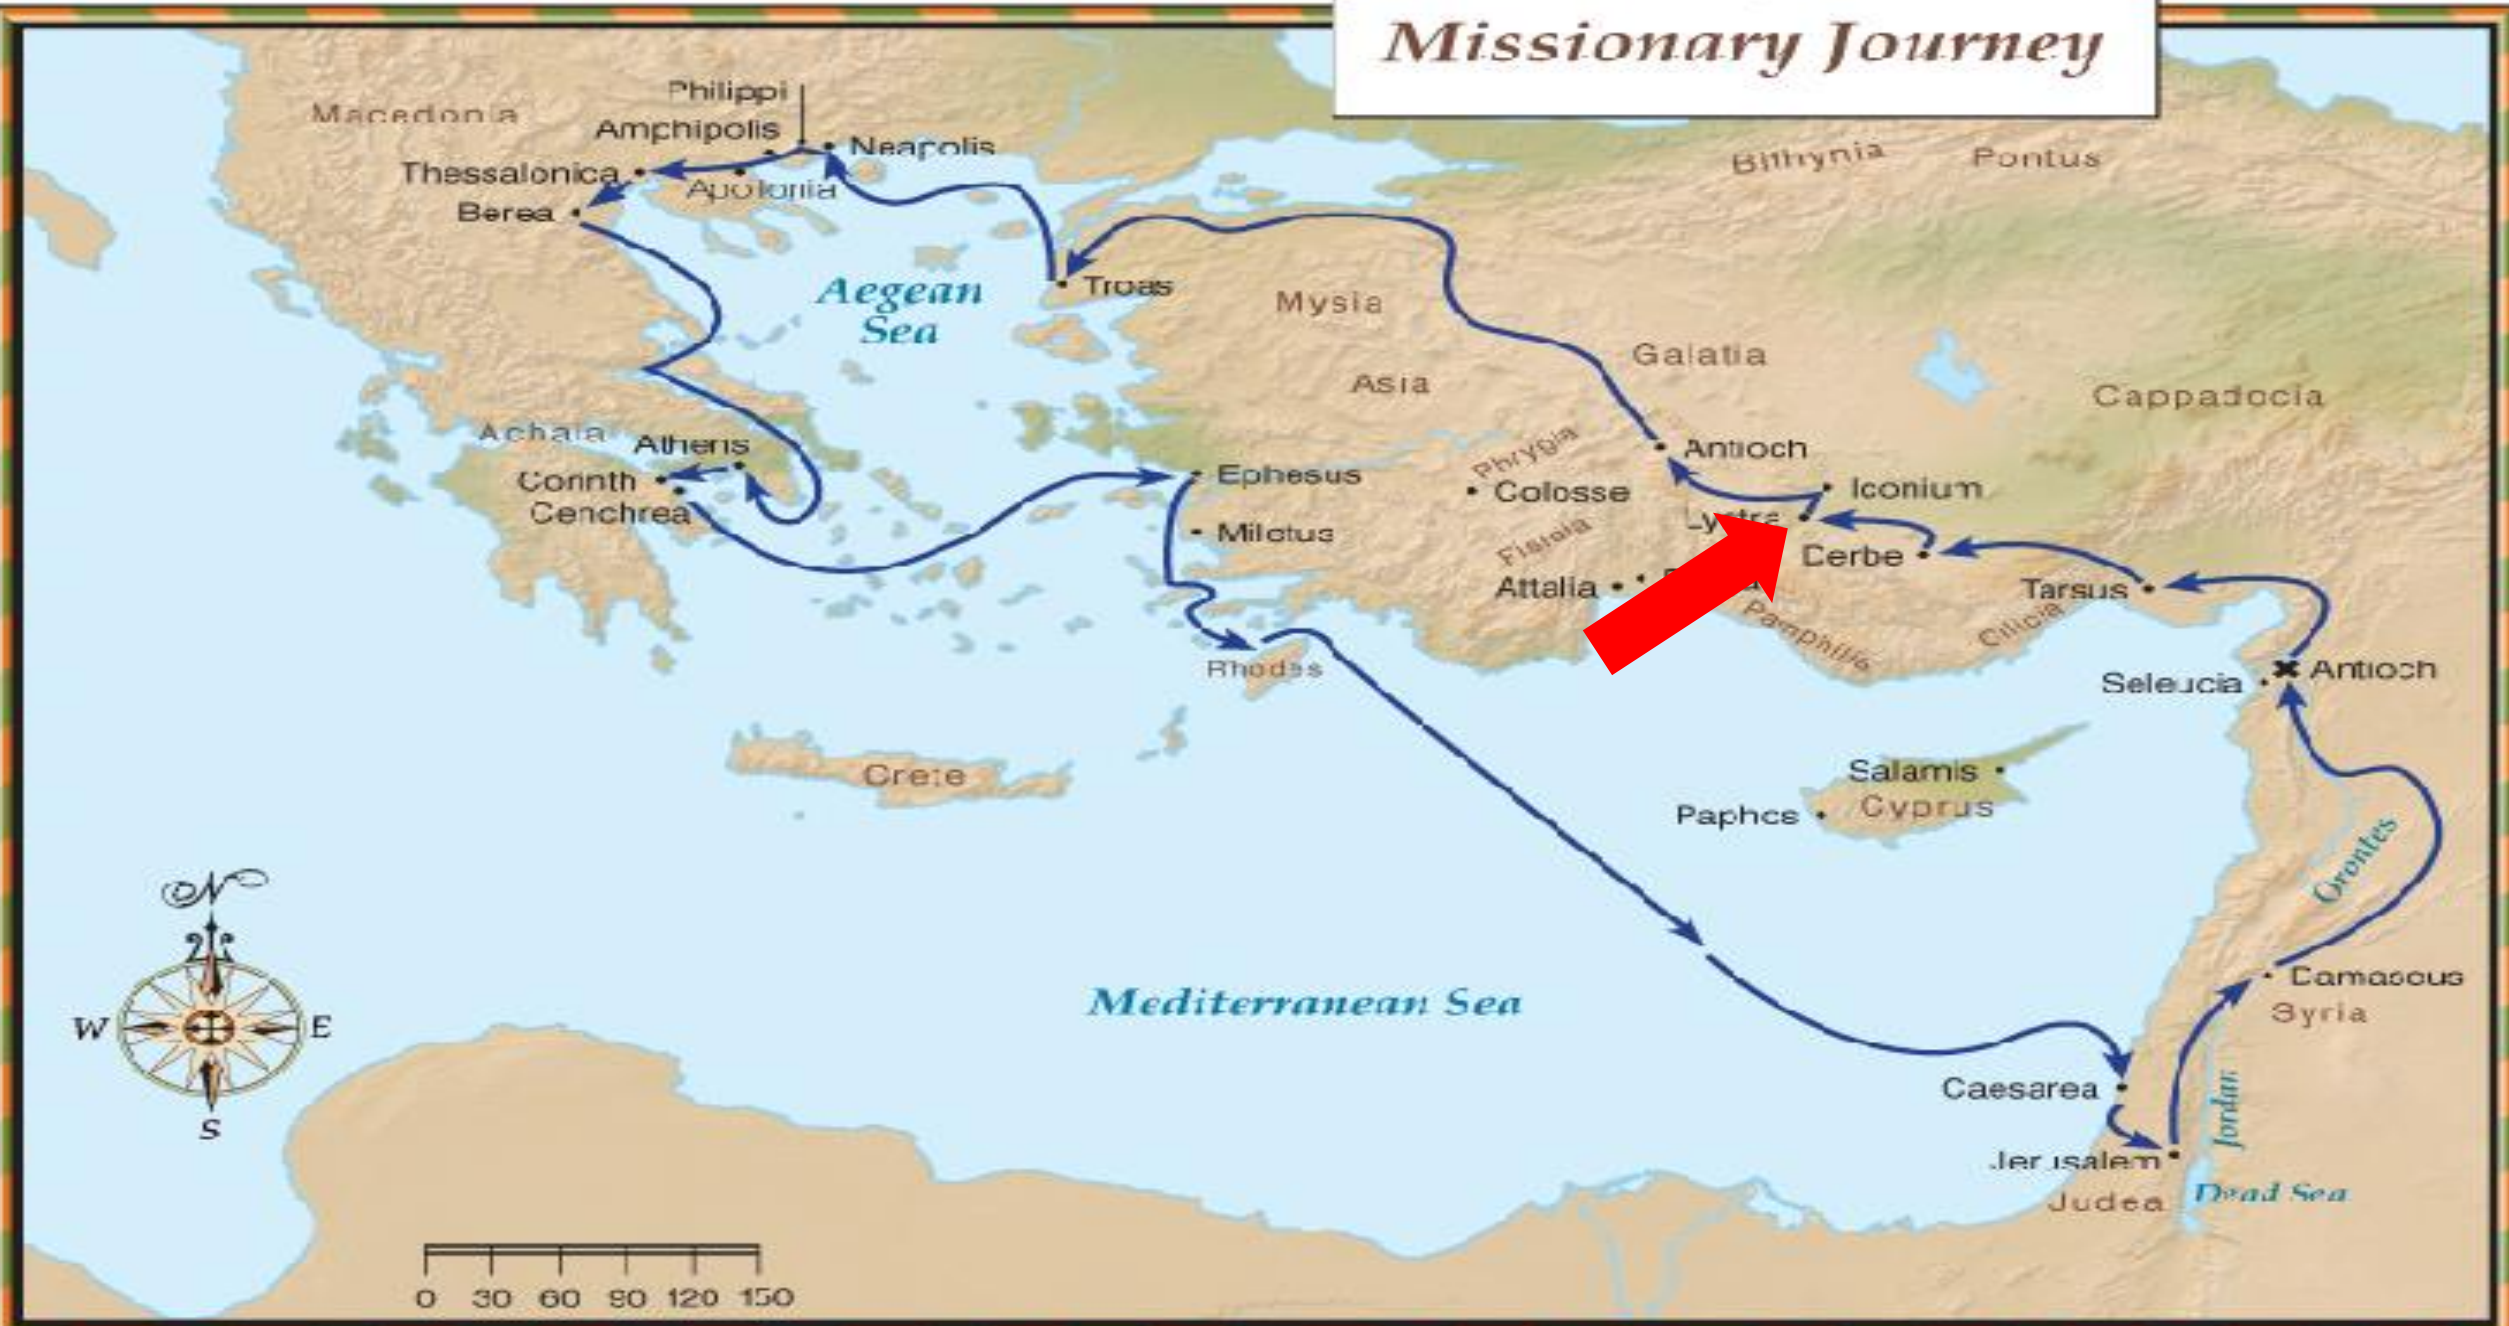 Missionary Journey
Philippi
Macedonia
Amphipolis
Neapolis
Thessalonica
Apollonia
Berea
Bithynia
Pontus
Aegean
Sea
Troas
Mysia
Galatia
Asia
Cappadocia
Achaia
Athens
Corinth
Cenchrea
Ephesus
Phrygia
Colosse
Antioch
Iconium
Lystra
Miletus
Pisidia
Derbe
Attalia
Tarsus
Pamphilia
Cilicia
Rhodes
Seleucia
Antioch
Crete
Salamis
Cyprus
Paphos
Orontes
N
W
E
S
Mediterranean Sea
Damascus
Syria
Caesarea
Jordan
Jerusalem
Judea
Dead Sea
0 30 60 90 120 150